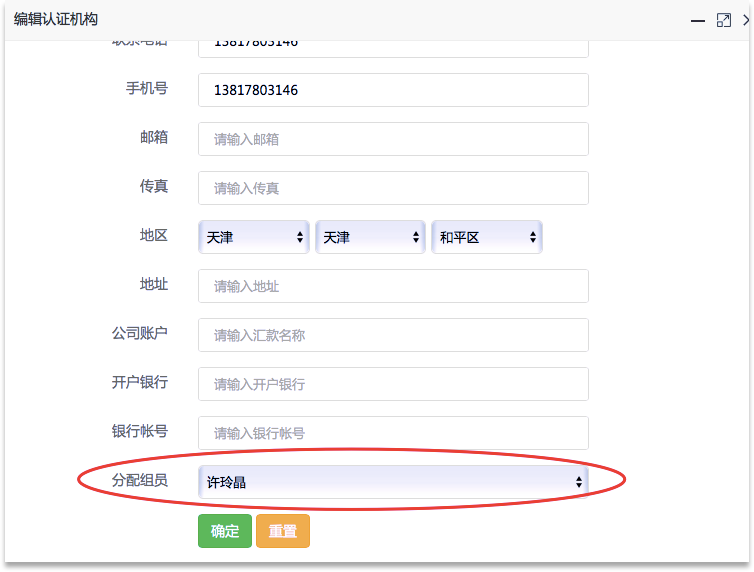 编辑认证机构
联系电话 13817803146
手机号 13817803146
邮箱 请输入邮箱
传真 请输入传真
地区 天津 天津 和平区
地址 请输入地址
公司账户 请输入汇款名称
开户银行 请输入开户银行
银行帐号 请输入银行帐号
分配组员 许玲晶
确定 重置